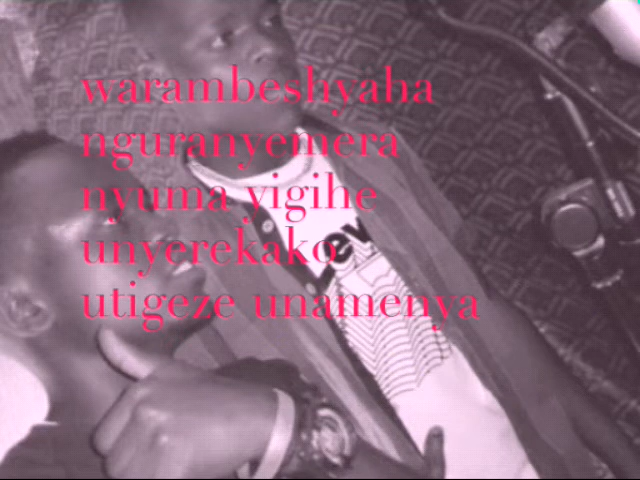 warambeshyaha
nguranyemera
nyuma yigihe
unyerekako
utigeze unamenya